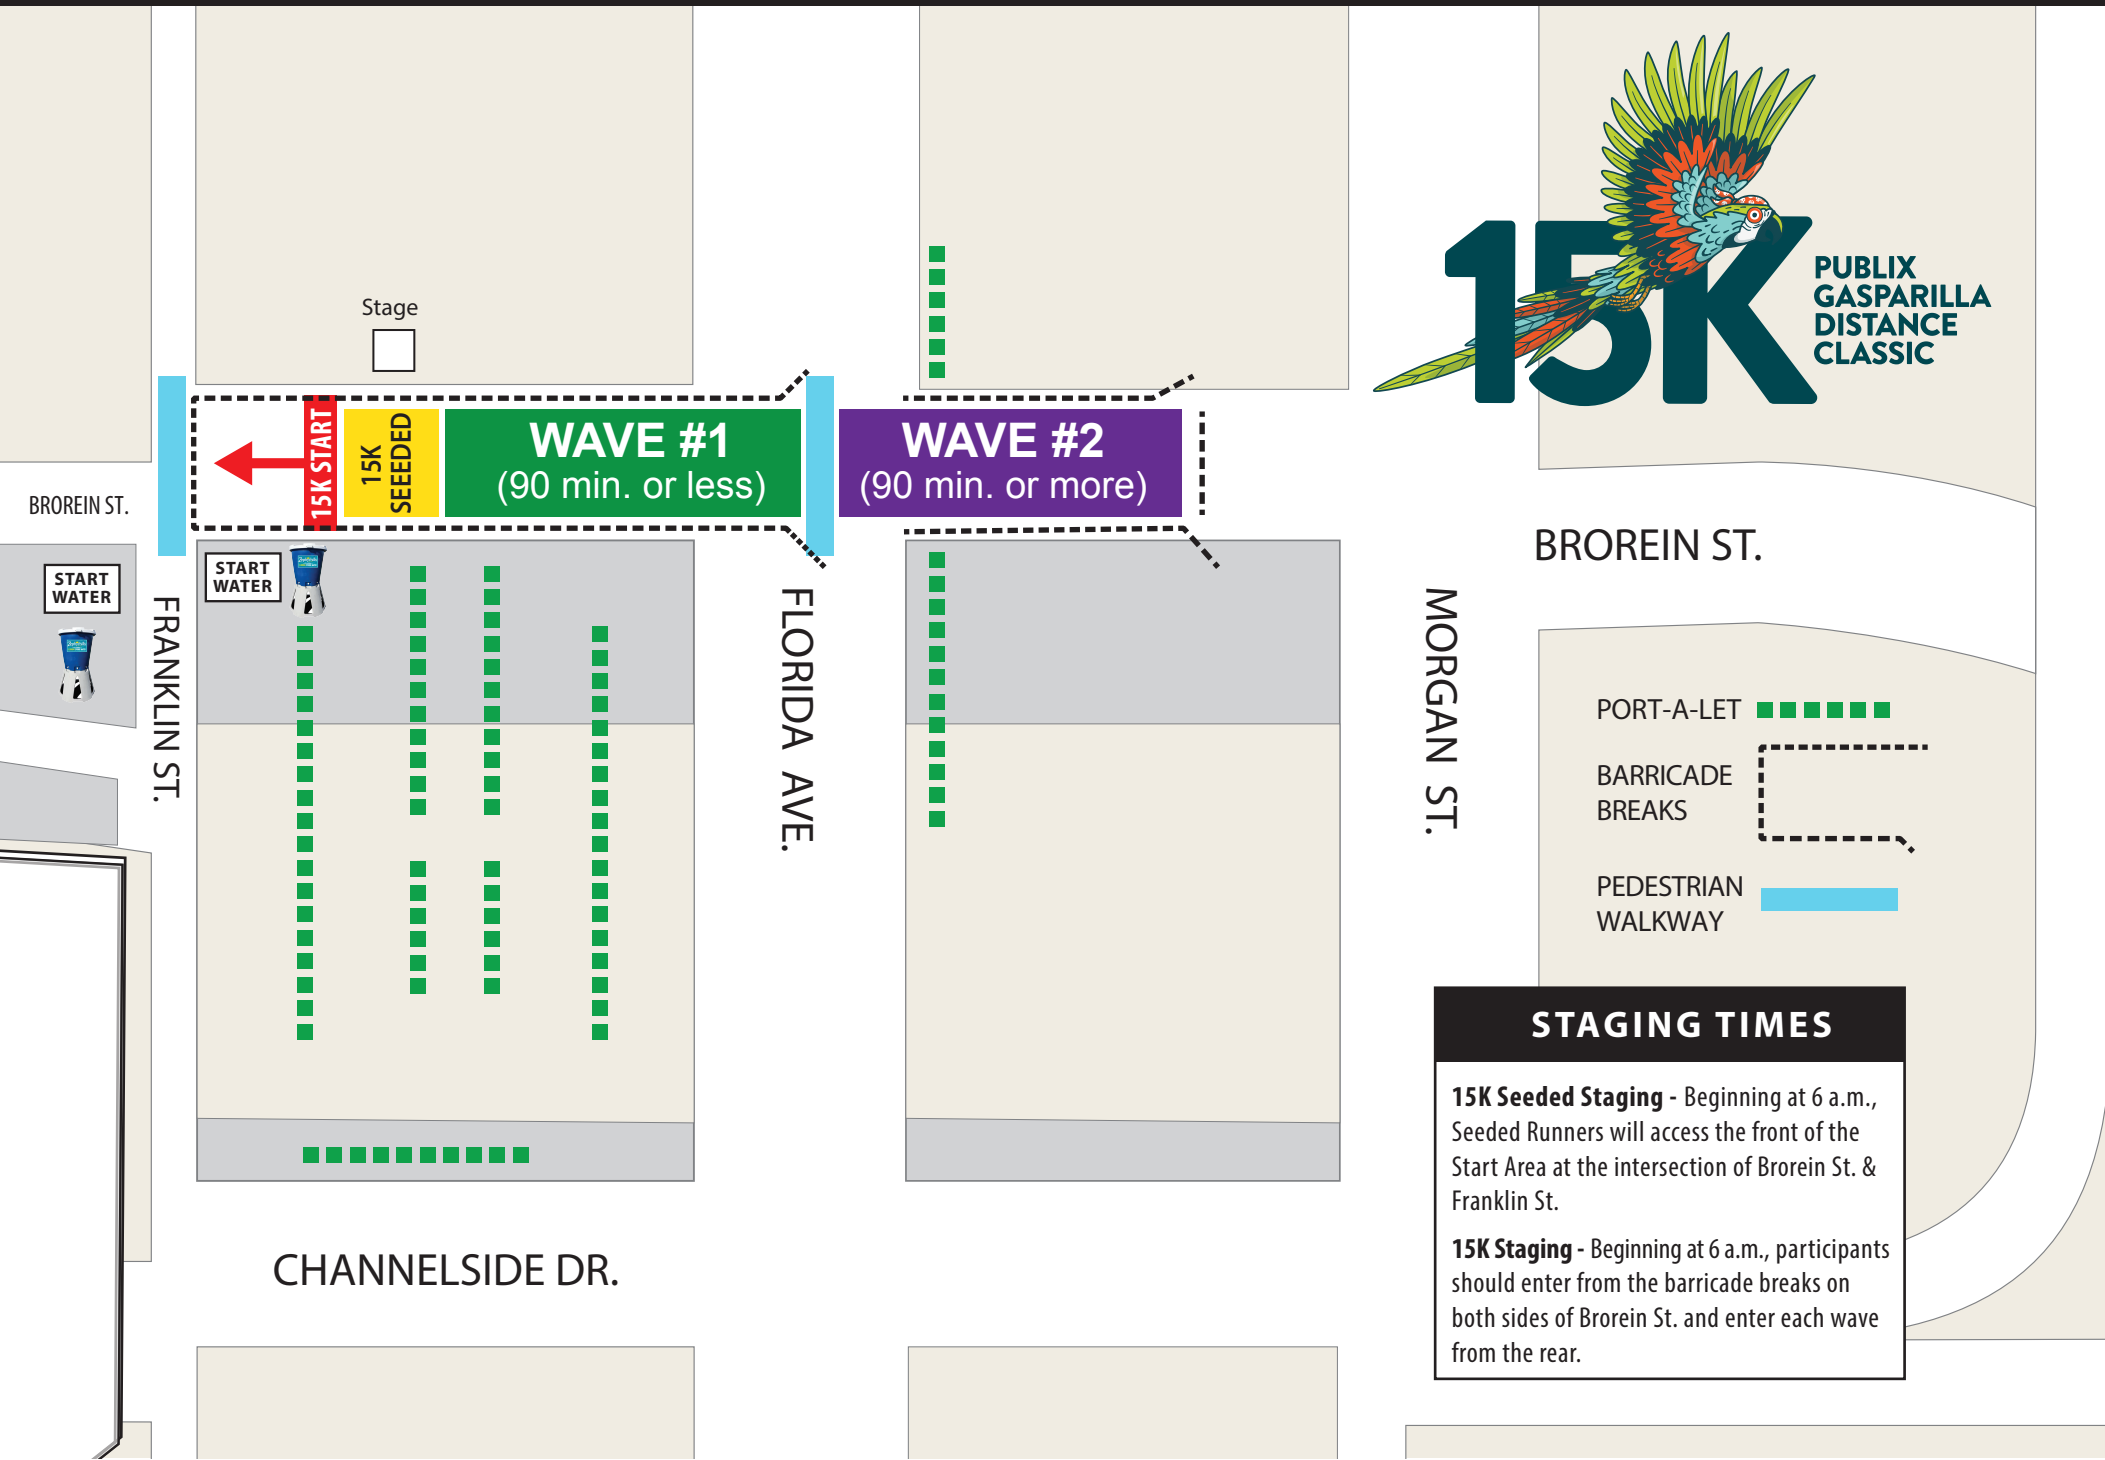 Stage
15K START
15K
SEEEDED
WAVE #1
(90 min. or less)
WAVE #2
(90 min. or more)
15K
PUBLIX
GASPARILLA
DISTANCE
CLASSIC
BROREIN ST.
BROREIN ST.
START
WATER
START
WATER
FRANKLIN ST.
FLORIDA AVE.
MORGAN ST.
PORT-A-LET
BARRICADE
BREAKS
PEDESTRIAN
WALKWAY
CHANNELSIDE DR.
STAGING TIMES
15K Seeded Staging - Beginning at 6 a.m.,
Seeded Runners will access the front of the
Start Area at the intersection of Brorein St. &
Franklin St.
15K Staging - Beginning at 6 a.m., participants
should enter from the barricade breaks on
both sides of Brorein St. and enter each wave
from the rear.